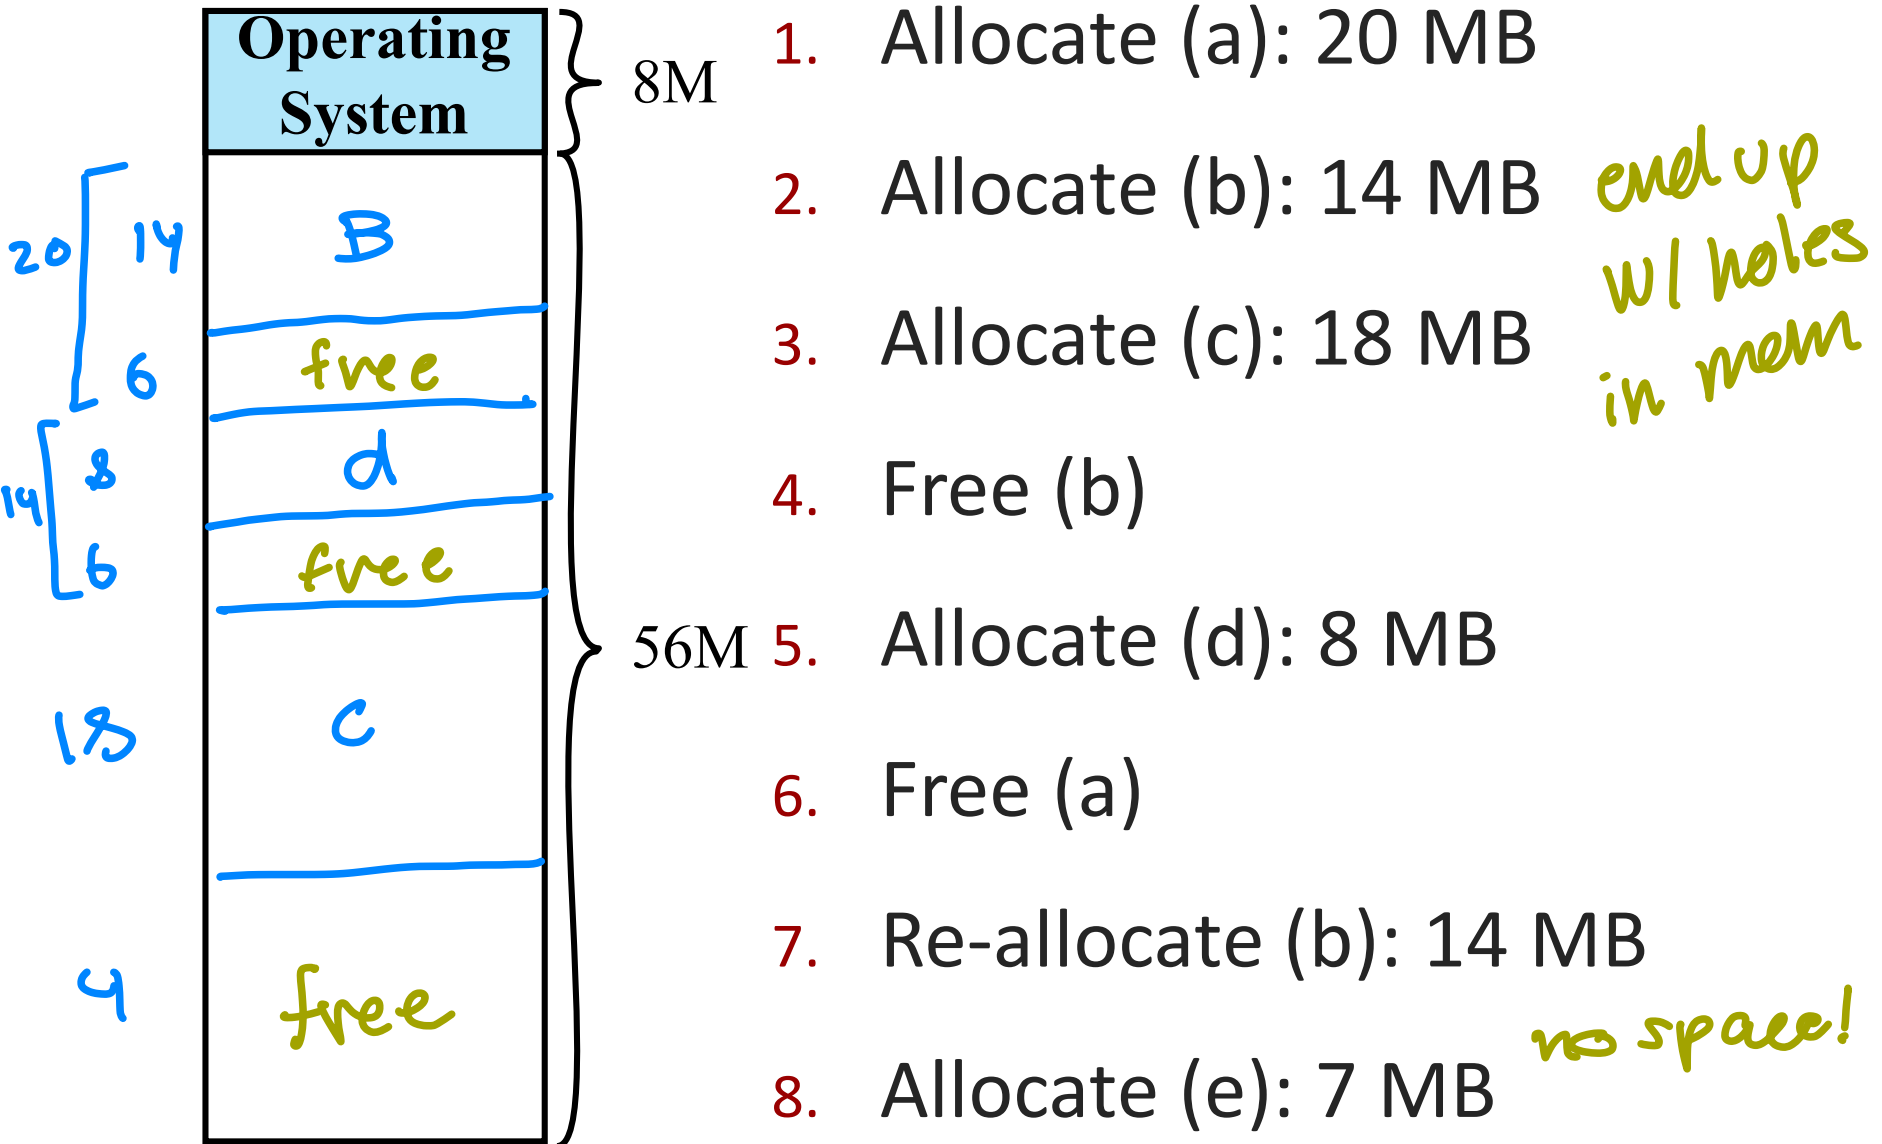 Operating
System
8M
20
14
B
6
free
14
8
d
6
free
56M
18
C
4
free
1. Allocate (a): 20 MB
2. Allocate (b): 14 MB
3. Allocate (c): 18 MB
4. Free (b)
5. Allocate (d): 8 MB
6. Free (a)
7. Re-allocate (b): 14 MB
8. Allocate (e): 7 MB
end up
w/ holes
in mem
no space!